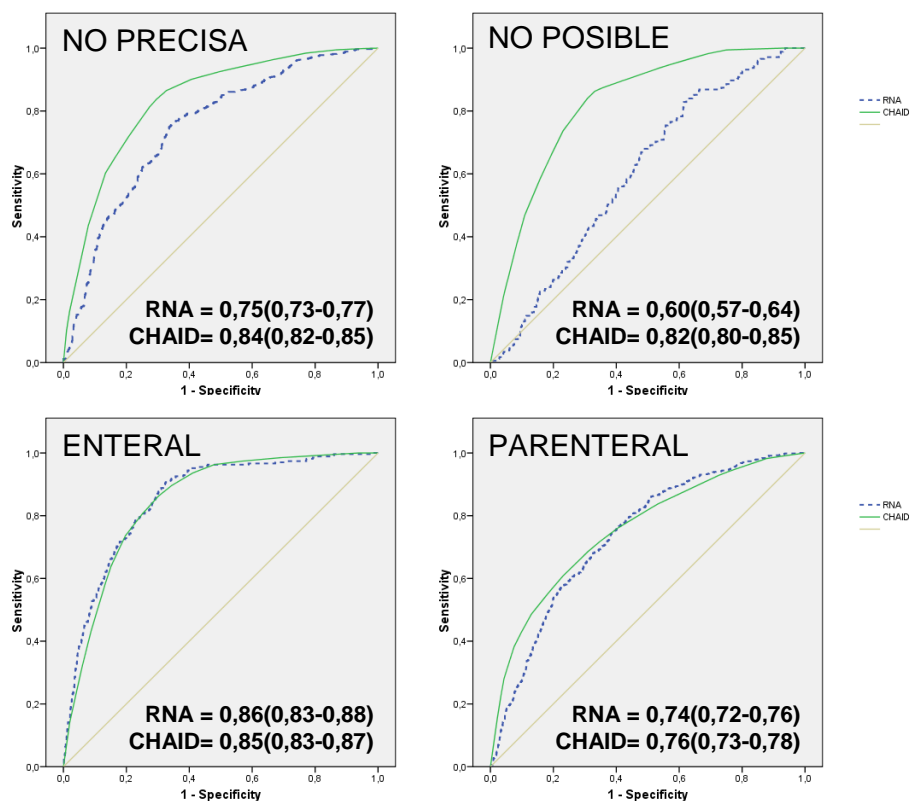 NO PRECISA
1,0
0,8
0,6
0,4
0,2
0,0
Sensitivity
RNA = 0,75(0,73-0,77)
CHAID= 0,84(0,82-0,85)
0,0 0,2 0,4 0,6 0,8 1,0
1 - Specificity
NO POSIBLE
1,0
0,8
0,6
0,4
0,2
0,0
Sensitivity
RNA = 0,60(0,57-0,64)
CHAID= 0,82(0,80-0,85)
0,0 0,2 0,4 0,6 0,8 1,0
1 - Specificity
RNA
CHAID
ENTERAL
1,0
0,8
0,6
0,4
0,2
0,0
Sensitivity
RNA = 0,86(0,83-0,88)
CHAID= 0,85(0,83-0,87)
0,0 0,2 0,4 0,6 0,8 1,0
1 - Specificity
PARENTERAL
1,0
0,8
0,6
0,4
0,2
0,0
Sensitivity
RNA = 0,74(0,72-0,76)
CHAID= 0,76(0,73-0,78)
0,0 0,2 0,4 0,6 0,8 1,0
1 - Specificity
RNA
CHAID